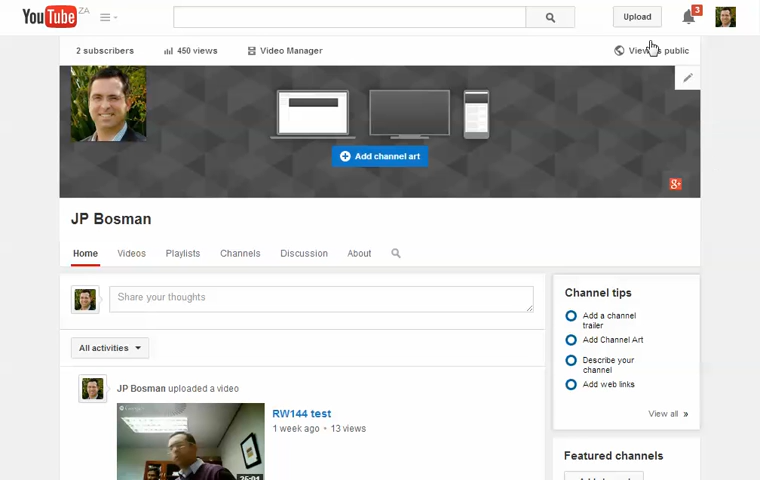 YouTube ZA
Upload
3
2 subscribers
450 views
Video Manager
View as public
Add channel art
g+
JP Bosman
Home
Videos
Playlists
Channels
Discussion
About
Share your thoughts
All activities
JP Bosman uploaded a video
RW144 test
1 week ago • 13 views
Channel tips
Add a channel
trailer
Add Channel Art
Describe your
channel
Add web links
View all »
Featured channels